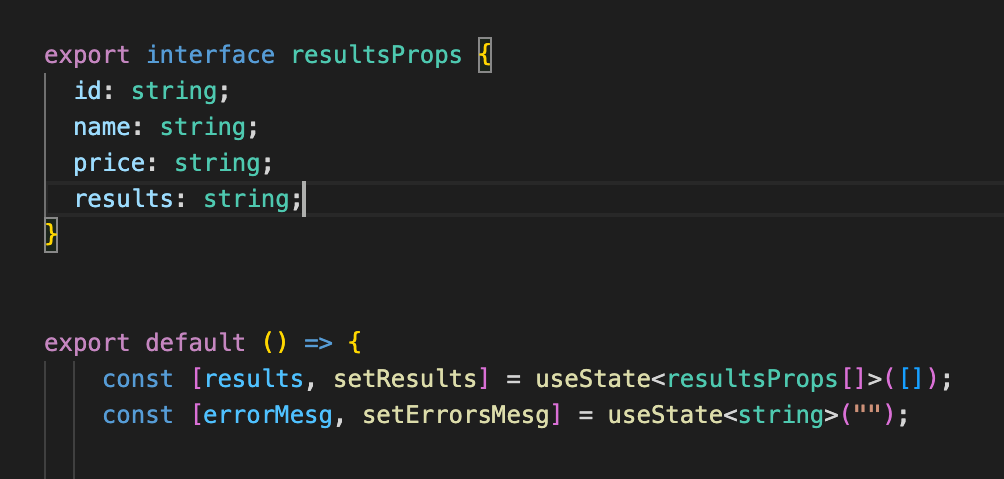 export interface resultsProps {
  id: string;
  name: string;
  price: string;
  results: string;
}
export default () => {
    const [results, setResults] = useState<resultsProps[]>([]);
    const [errorMesg, setErrorsMesg] = useState<string>("");